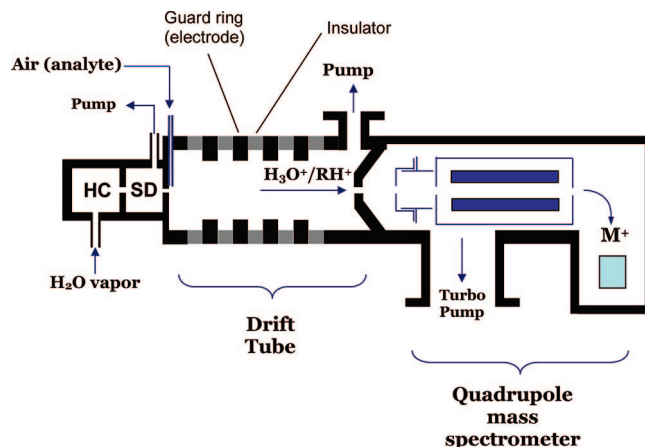 Guard ring
(electrode)
Insulator
Air (analyte)
Pump
Pump
H₃O⁺/RH⁺
HC
SD
M⁺
H₂O vapor
Turbo
Pump
Drift
Tube
Quadrupole
mass
spectrometer